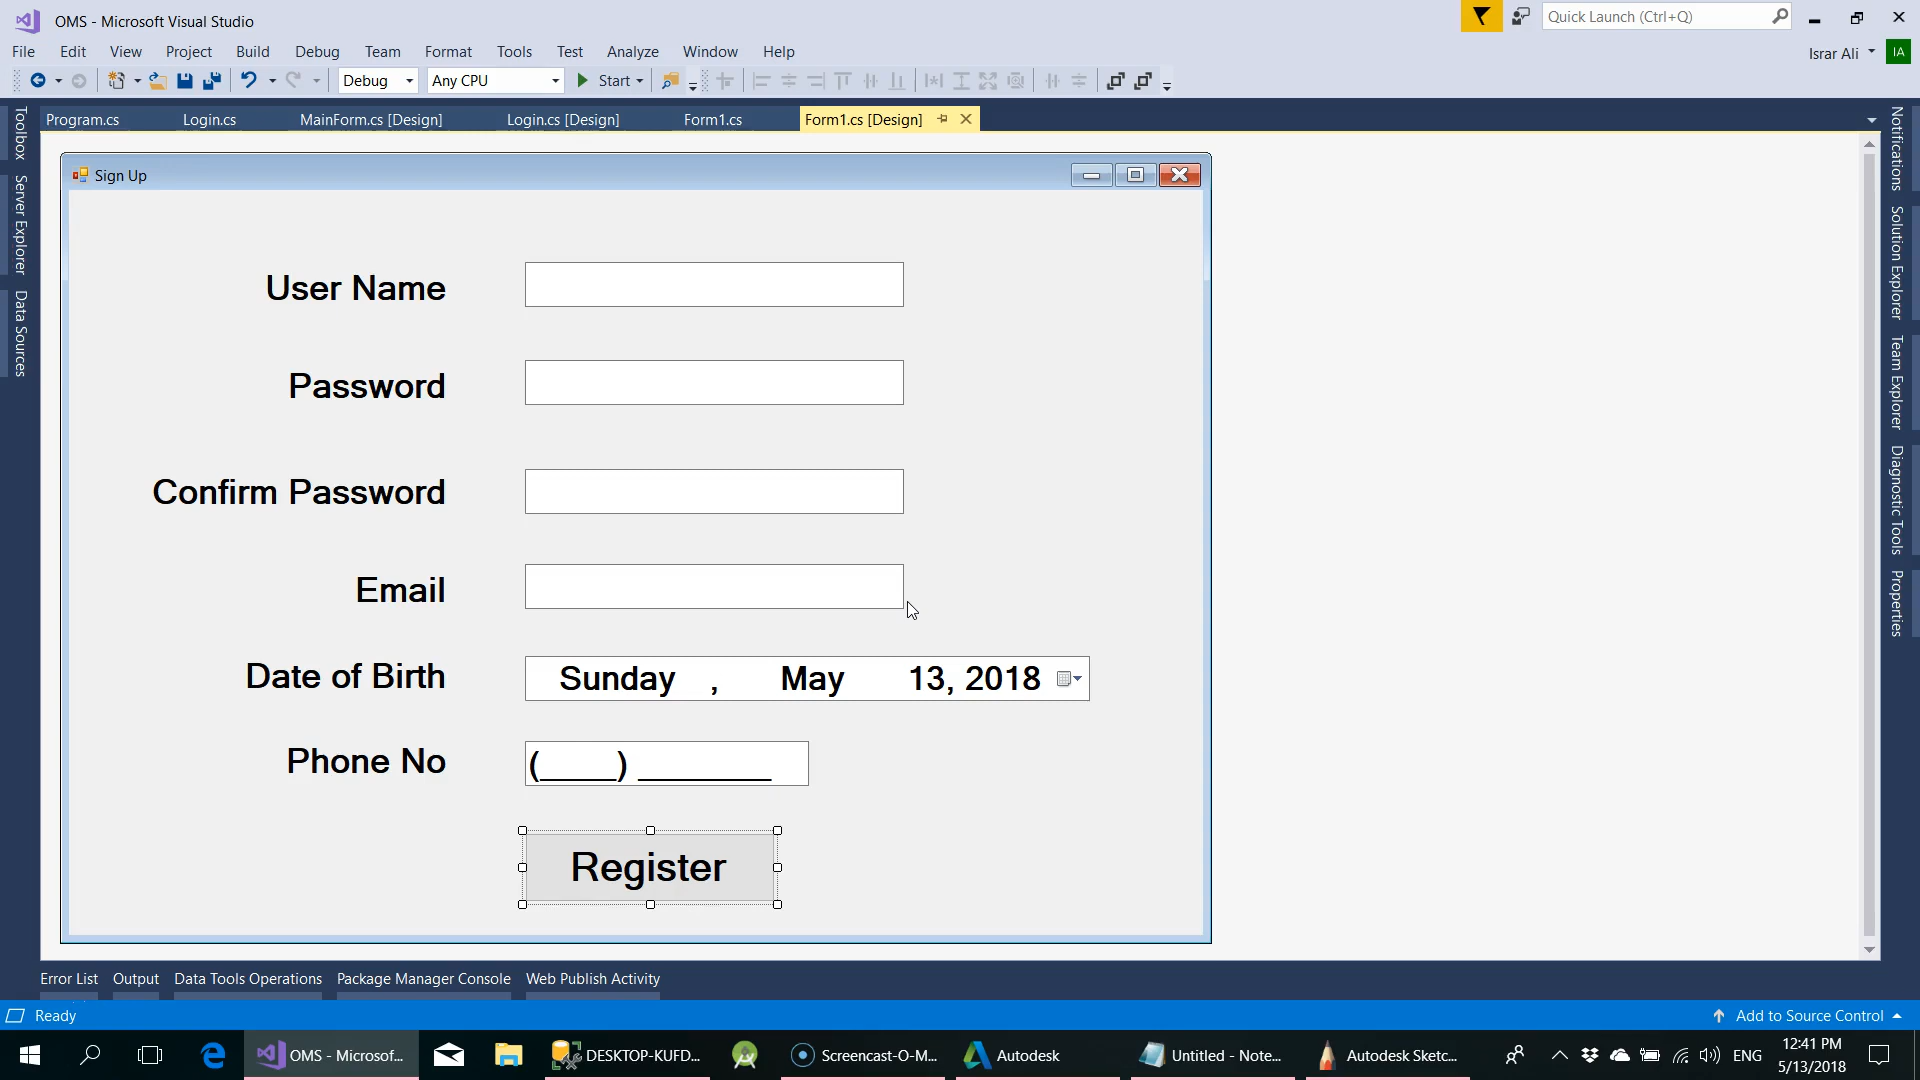 OMS - Microsoft Visual Studio
Quick Launch (Ctrl+Q)
File Edit View Project Build Debug Team Format Tools Test Analyze Window Help
Israr Ali IA
Debug Any CPU Start
Program.cs Login.cs MainForm.cs [Design] Login.cs [Design] Form1.cs Form1.cs [Design]
Toolbox
Server Explorer
Data Sources
Notifications
Solution Explorer
Team Explorer
Diagnostic Tools
Properties
Sign Up
User Name
Password
Confirm Password
Email
Date of Birth Sunday , May 13, 2018
Phone No (____) _______
Register
Error List Output Data Tools Operations Package Manager Console Web Publish Activity
Ready
Add to Source Control
OMS - Microsof... DESKTOP-KUFD... Screencast-O-M... Autodesk Untitled - Note... Autodesk Sketc... ENG
12:41 PM
5/13/2018